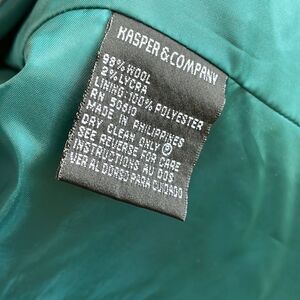 KASPER & COMPANY
98% WOOL
2% LYCRA
LINING 100% POLYESTER
RN 50310
MADE IN PHILIPPINES
DRY CLEAN ONLY Ⓟ
SEE REVERSE FOR CARE
INSTRUCTIONS AU DOS
VER AL DORSO PARA CUIDADO